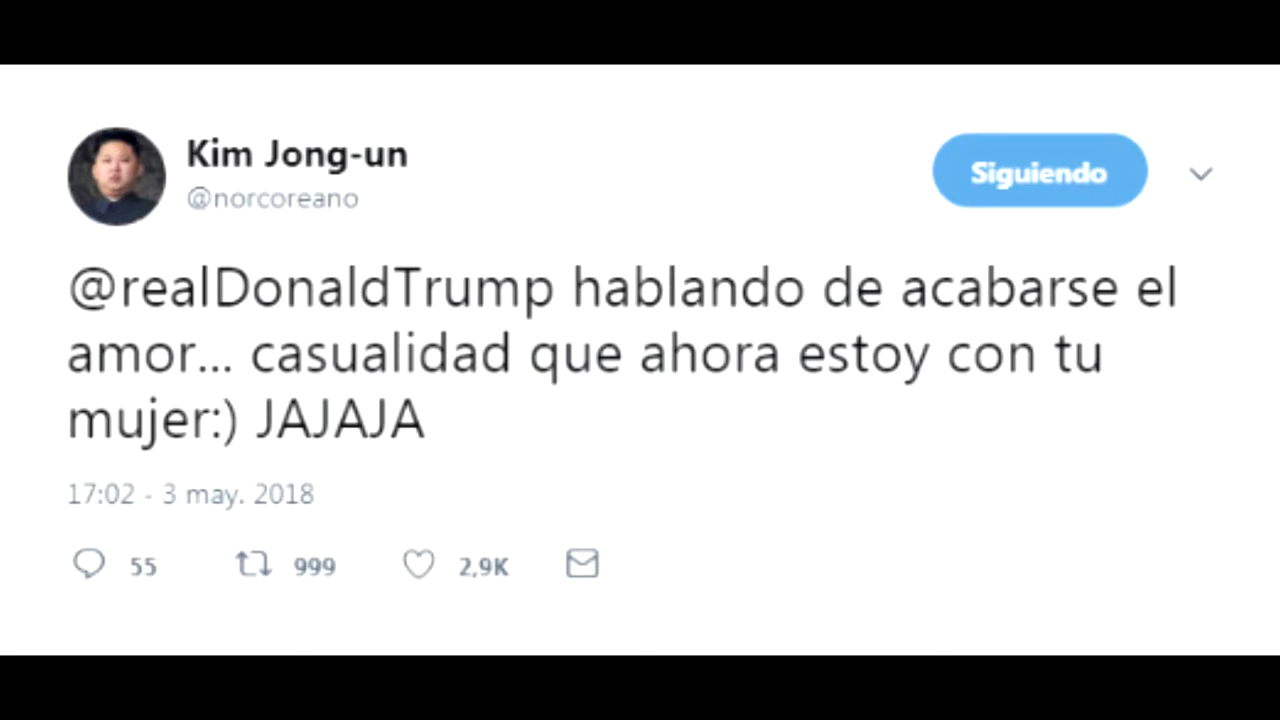 Kim Jong-un
@norcoreano
Siguiendo
@realDonaldTrump hablando de acabarse el
amor... casualidad que ahora estoy con tu
mujer:) JAJAJA
17:02 - 3 may. 2018
55 999 2,9K